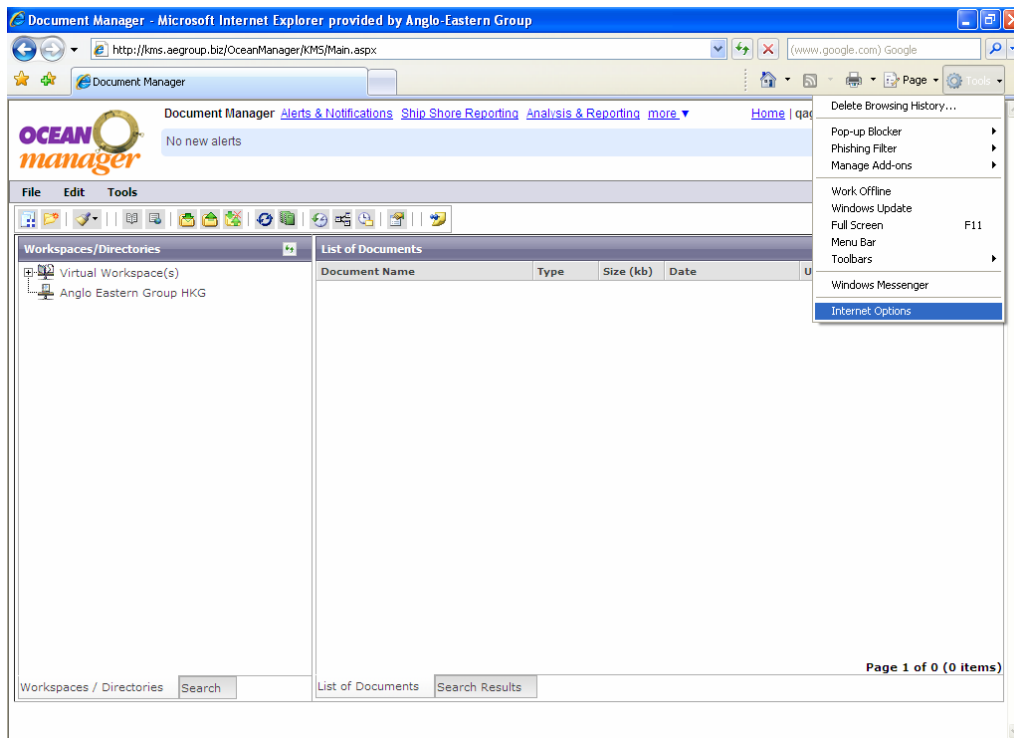 Document Manager - Microsoft Internet Explorer provided by Anglo-Eastern Group
http://kms.aegroup.biz/OceanManager/KMS/Main.aspx
(www.google.com) Google
Document Manager
Page
Tools
OCEAN
manager
Document Manager Alerts & Notifications Ship Shore Reporting Analysis & Reporting more ▼ Home |
No new alerts
Delete Browsing History...
Pop-up Blocker
Phishing Filter
Manage Add-ons
Work Offline
Windows Update
Full Screen F11
Menu Bar
Toolbars
Windows Messenger
Internet Options
File Edit Tools
Workspaces/Directories
Virtual Workspace(s)
Anglo Eastern Group HKG
List of Documents
Document Name Type Size (kb) Date
Page 1 of 0 (0 items)
Workspaces / Directories Search
List of Documents Search Results